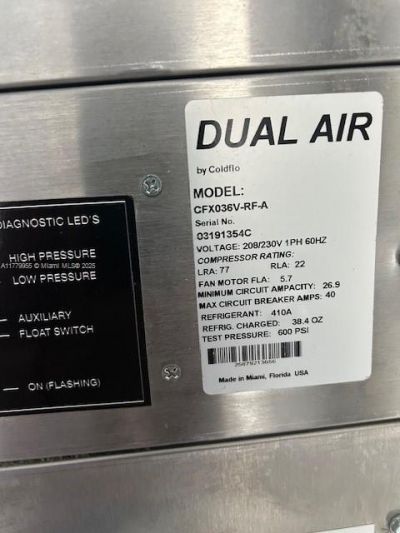 DUAL AIR
by Coldflo
MODEL:
CFX036V-RF-A
Serial No.
03191354C
VOLTAGE: 208/230V 1PH 60HZ
COMPRESSOR RATING:
LRA: 77 RLA: 22
FAN MOTOR FLA: 5.7
MINIMUM CIRCUIT AMPACITY: 26.9
MAX CIRCUIT BREAKER AMPS: 40
REFRIGERANT: 410A
REFRIG. CHARGED: 38.4 OZ
TEST PRESSURE: 600 PSI
Made in Miami, Florida USA
DIAGNOSTIC LED'S
HIGH PRESSURE
A11779955 © Miami MLS® 2025
LOW PRESSURE
AUXILIARY
FLOAT SWITCH
ON (FLASHING)